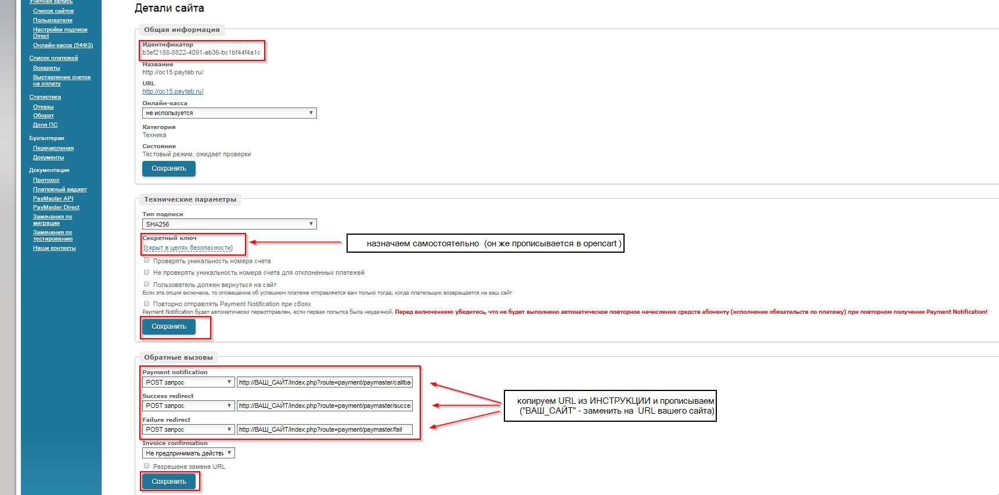 Учётная запись
Список сайтов
Пользователи
Настройки подписи
Direct
Онлайн-касса (54ФЗ)
Список платежей
Возвраты
Выставление счетов
на оплату
Статистика
Отказы
Оборот
Доля ПС
Бухгалтерия
Перечисления
Документы
Документация
Протокол
Платежный виджет
PayMaster API
PayMaster Direct
Замечания по
миграции
Замечания по
тестированию
Наши контакты
Детали сайта
Общая информация
Идентификатор
b3ef2188-8822-4091-ab36-bc1bf44f4a1c
Название
http://oc15.paytab.ru/
URL
http://oc15.paytab.ru/
Онлайн-касса
не используется
Категория
Техника
Состояние
Тестовый режим, ожидает проверки
Сохранить
Технические параметры
Тип подписи
SHA256
Секретный ключ
[скрыт в целях безопасности]
назначаем самостоятельно (он же прописывается в opencart )
Проверять уникальность номера счета
Не проверять уникальность номера счета для отклоненных платежей
Пользователь должен вернуться на сайт
Если эта опция включена, то оповещение об успешном платеже отправляется вам только тогда, когда плательщик возвращается на ваш сайт
Повторно отправлять Payment Notification при сбоях
Payment Notification будет автоматически переотправлен, если первая попытка была неудачной. Перед включением: убедитесь, что не будет выполнено автоматическое повторное начисление средств абоненту (исполнение обязательств по платежу) при повторном получении Payment Notification!
Сохранить
Обратные вызовы
Payment notification
POST запрос http://ВАШ_САЙТ/index.php?route=payment/paymaster/callba
Success redirect
POST запрос http://ВАШ_САЙТ/index.php?route=payment/paymaster/succe
Failure redirect
POST запрос http://ВАШ_САЙТ/index.php?route=payment/paymaster/fail
копируем URL из ИНСТРУКЦИИ и прописываем
("ВАШ_САЙТ" - заменить на URL вашего сайта)
Invoice confirmation
Не предпринимать действи
Разрешена замена URL
Сохранить